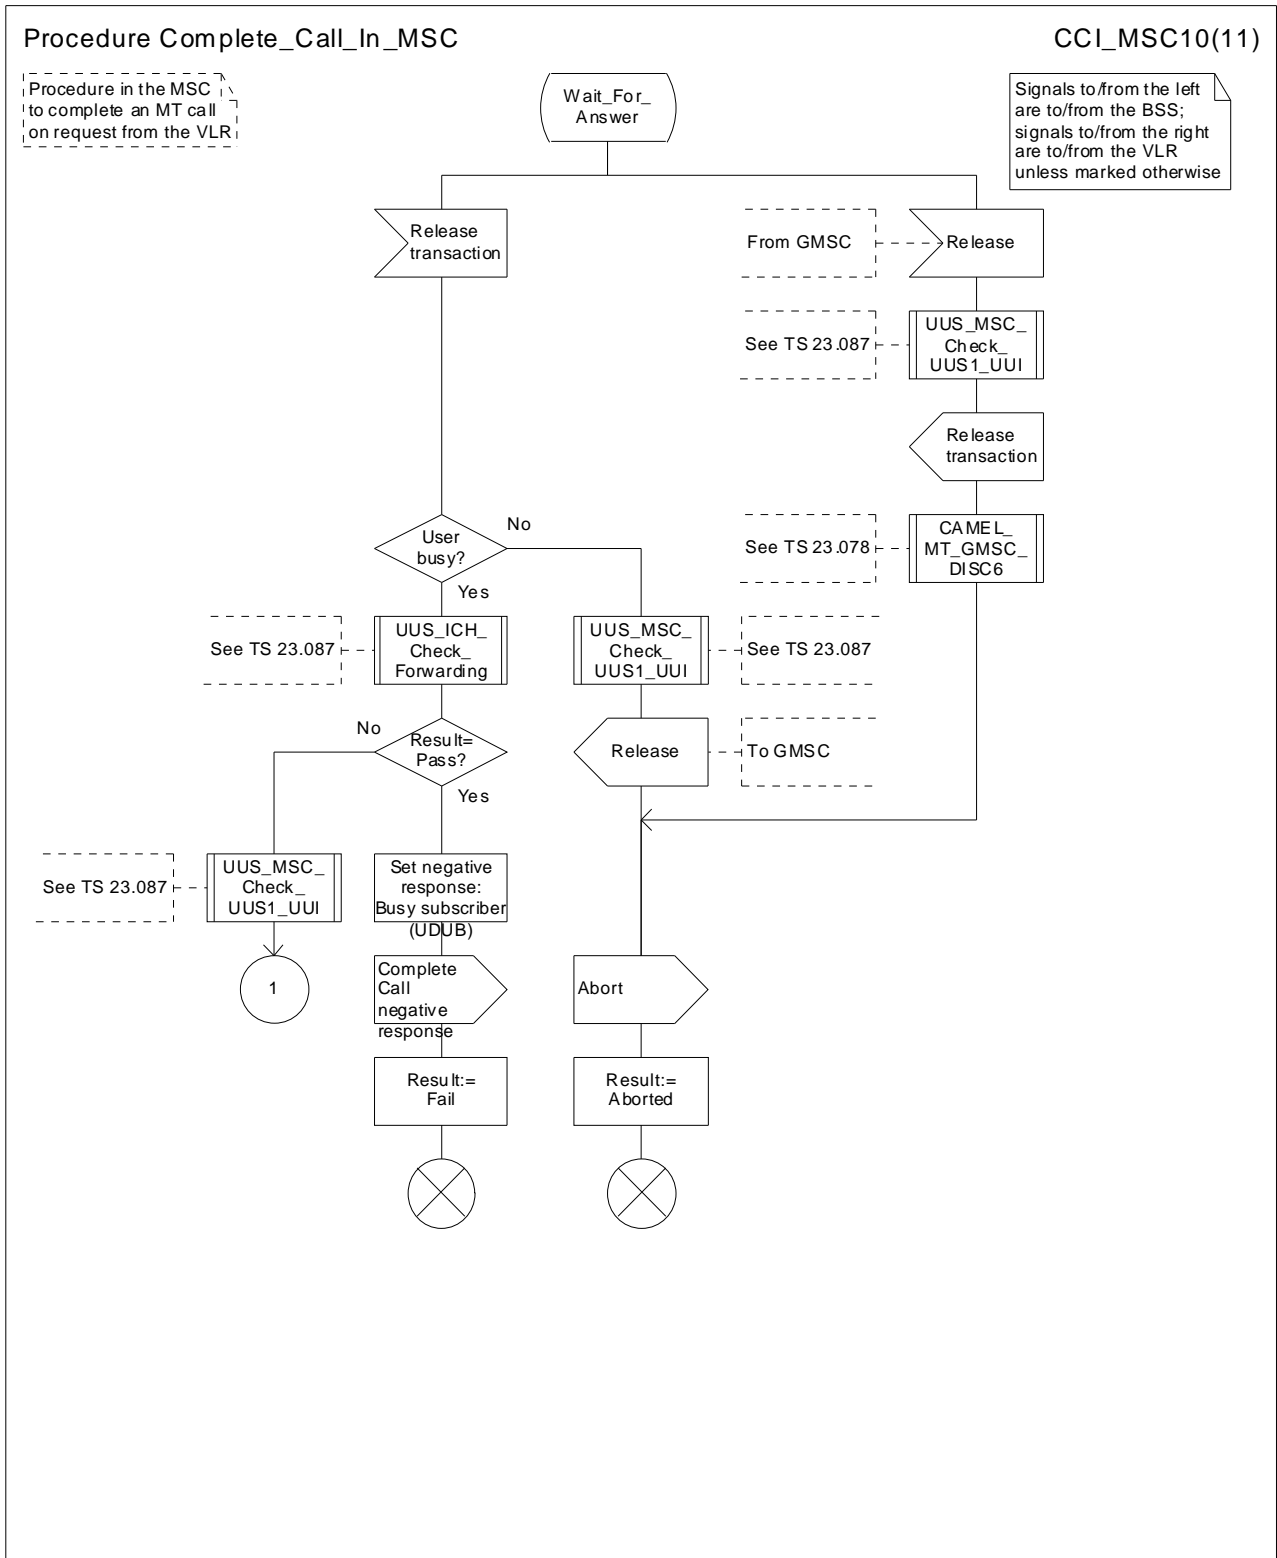 Procedure Complete_Call_In_MSC
CCI_MSC10(11)
Procedure in the MSC
to complete an MT call
on request from the VLR
Wait_For_
Answer
Signals to/from the left
are to/from the BSS;
signals to/from the right
are to/from the VLR
unless marked otherwise
Release
transaction
From GMSC
Release
See TS 23.087
UUS_MSC_
Check_
UUS1_UUI
Release
transaction
User
busy?
No
Yes
See TS 23.078
CAMEL_
MT_GMSC_
DISC6
See TS 23.087
UUS_ICH_
Check_
Forwarding
UUS_MSC_
Check_
UUS1_UUI
See TS 23.087
No
Result=
Pass?
Yes
Release
To GMSC
See TS 23.087
UUS_MSC_
Check_
UUS1_UUI
Set negative
response:
Busy subscriber
(UDUB)
1
Complete
Call
negative
response
Abort
Result:=
Fail
Result:=
Aborted